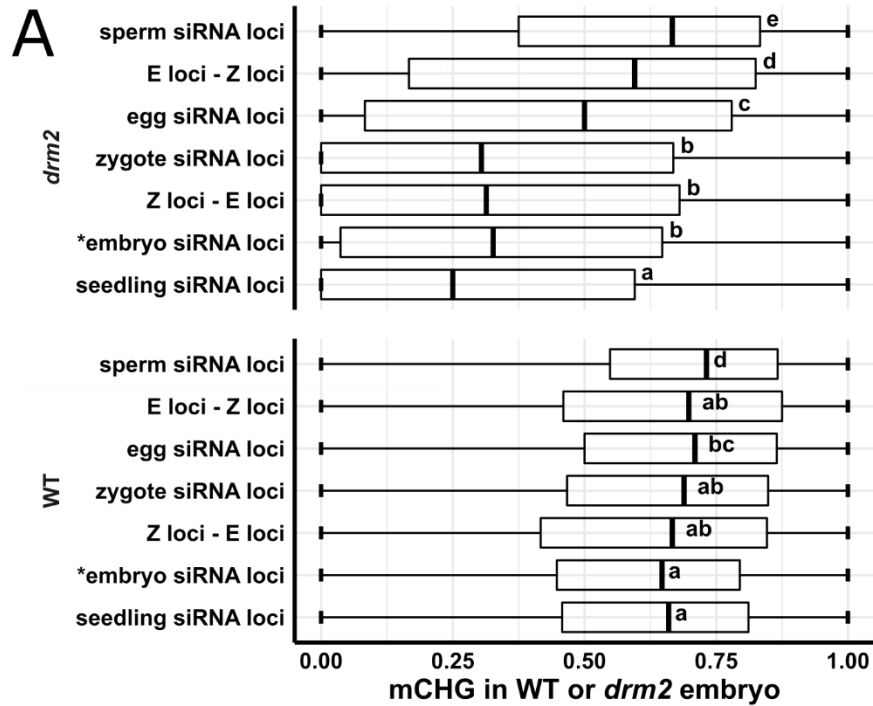 A
drm2
sperm siRNA loci e
E loci - Z loci d
egg siRNA loci c
zygote siRNA loci b
Z loci - E loci b
*embryo siRNA loci b
seedling siRNA loci a
WT
sperm siRNA loci d
E loci - Z loci ab
egg siRNA loci bc
zygote siRNA loci ab
Z loci - E loci ab
*embryo siRNA loci a
seedling siRNA loci a
0.00 0.25 0.50 0.75 1.00
mCHG in WT or drm2 embryo